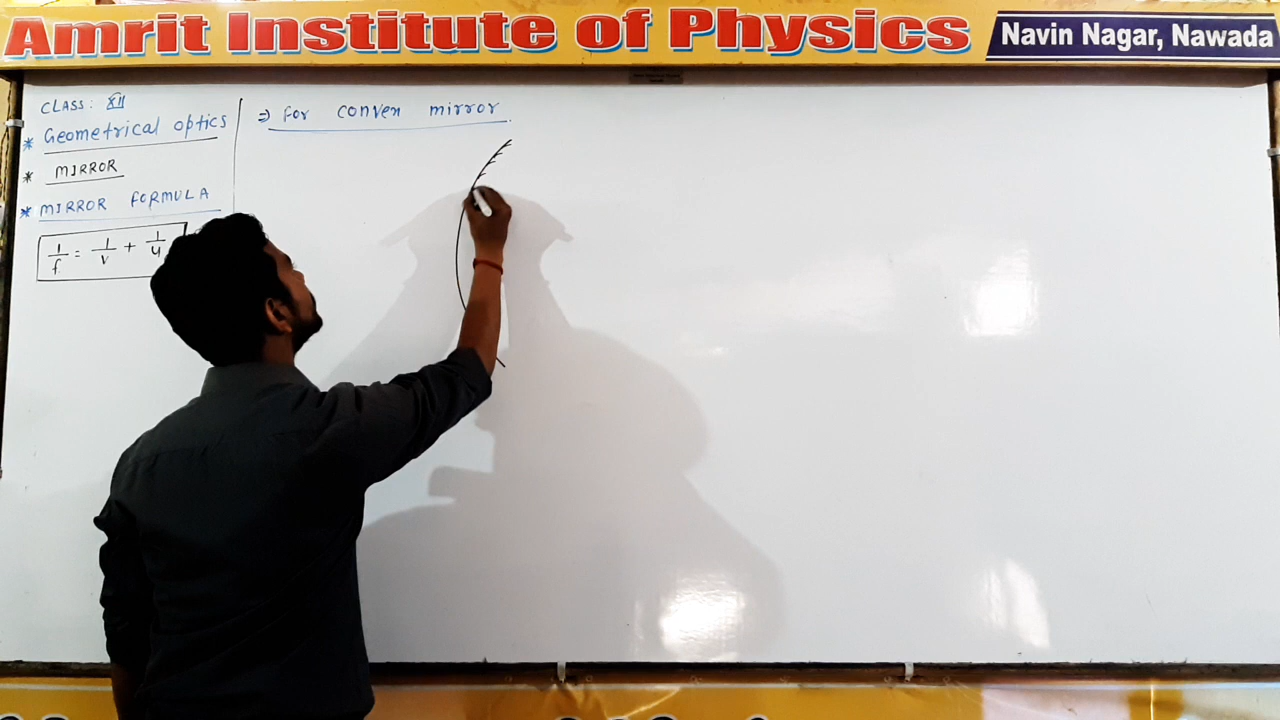 Amrit Institute of Physics
Navin Nagar, Nawada
CLASS: XII
* Geometrical optics
* MIRROR
* MIRROR FORMULA
1/f = 1/v + 1/u
⇒ For convex mirror.